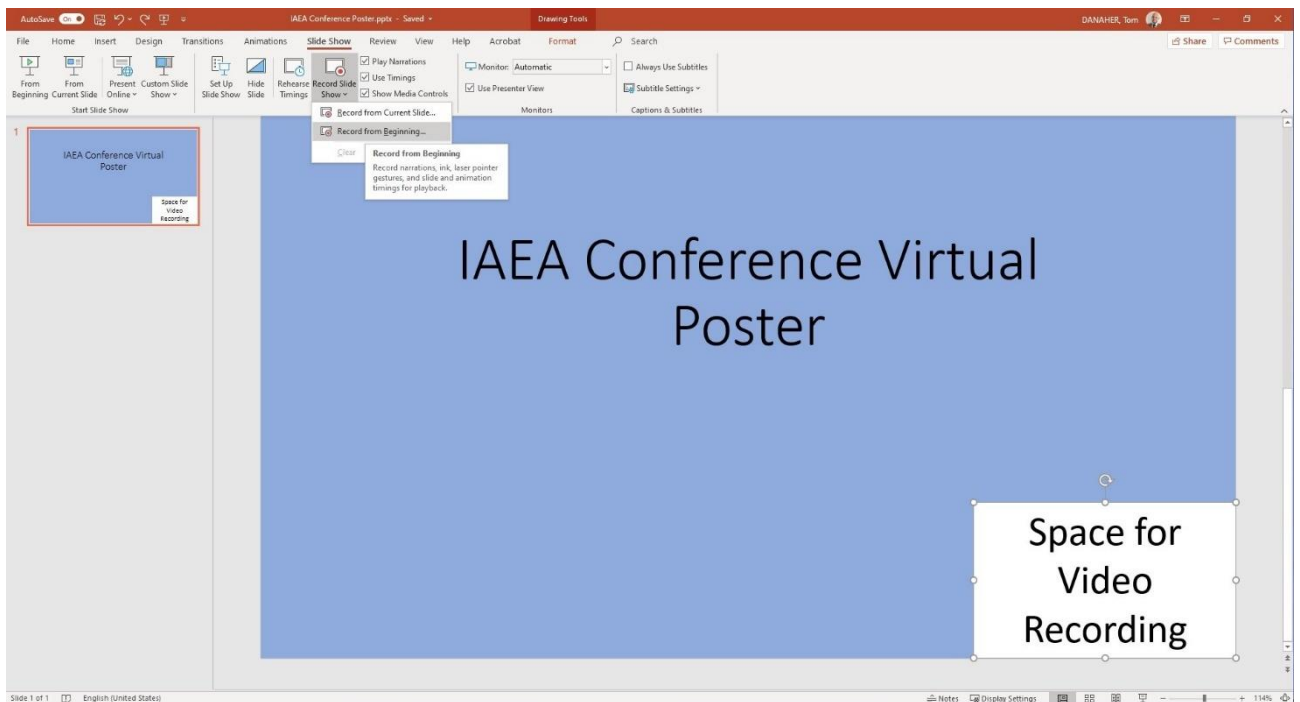 AutoSave On IAEA Conference Poster.pptx - Saved Drawing Tools DANAHER, Tom
File Home Insert Design Transitions Animations Slide Show Review View Help Acrobat Format Search Share Comments
From Beginning
From Current Slide
Present Online
Custom Slide Show
Set Up Slide Show
Hide Slide
Rehearse Timings
Record Slide Show
Play Narrations
Use Timings
Show Media Controls
Monitor: Automatic
Use Presenter View
Always Use Subtitles
Subtitle Settings
Start Slide Show
Monitors
Captions & Subtitles
Record from Current Slide...
Record from Beginning...
Clear
Record from Beginning
Record narrations, ink, laser pointer
gestures, and slide and animation
timings for playback.
1
IAEA Conference Virtual
Poster
Space for
Video
Recording
IAEA Conference Virtual
Poster
Space for
Video
Recording
Slide 1 of 1 English (United States) Notes Display Settings 114%